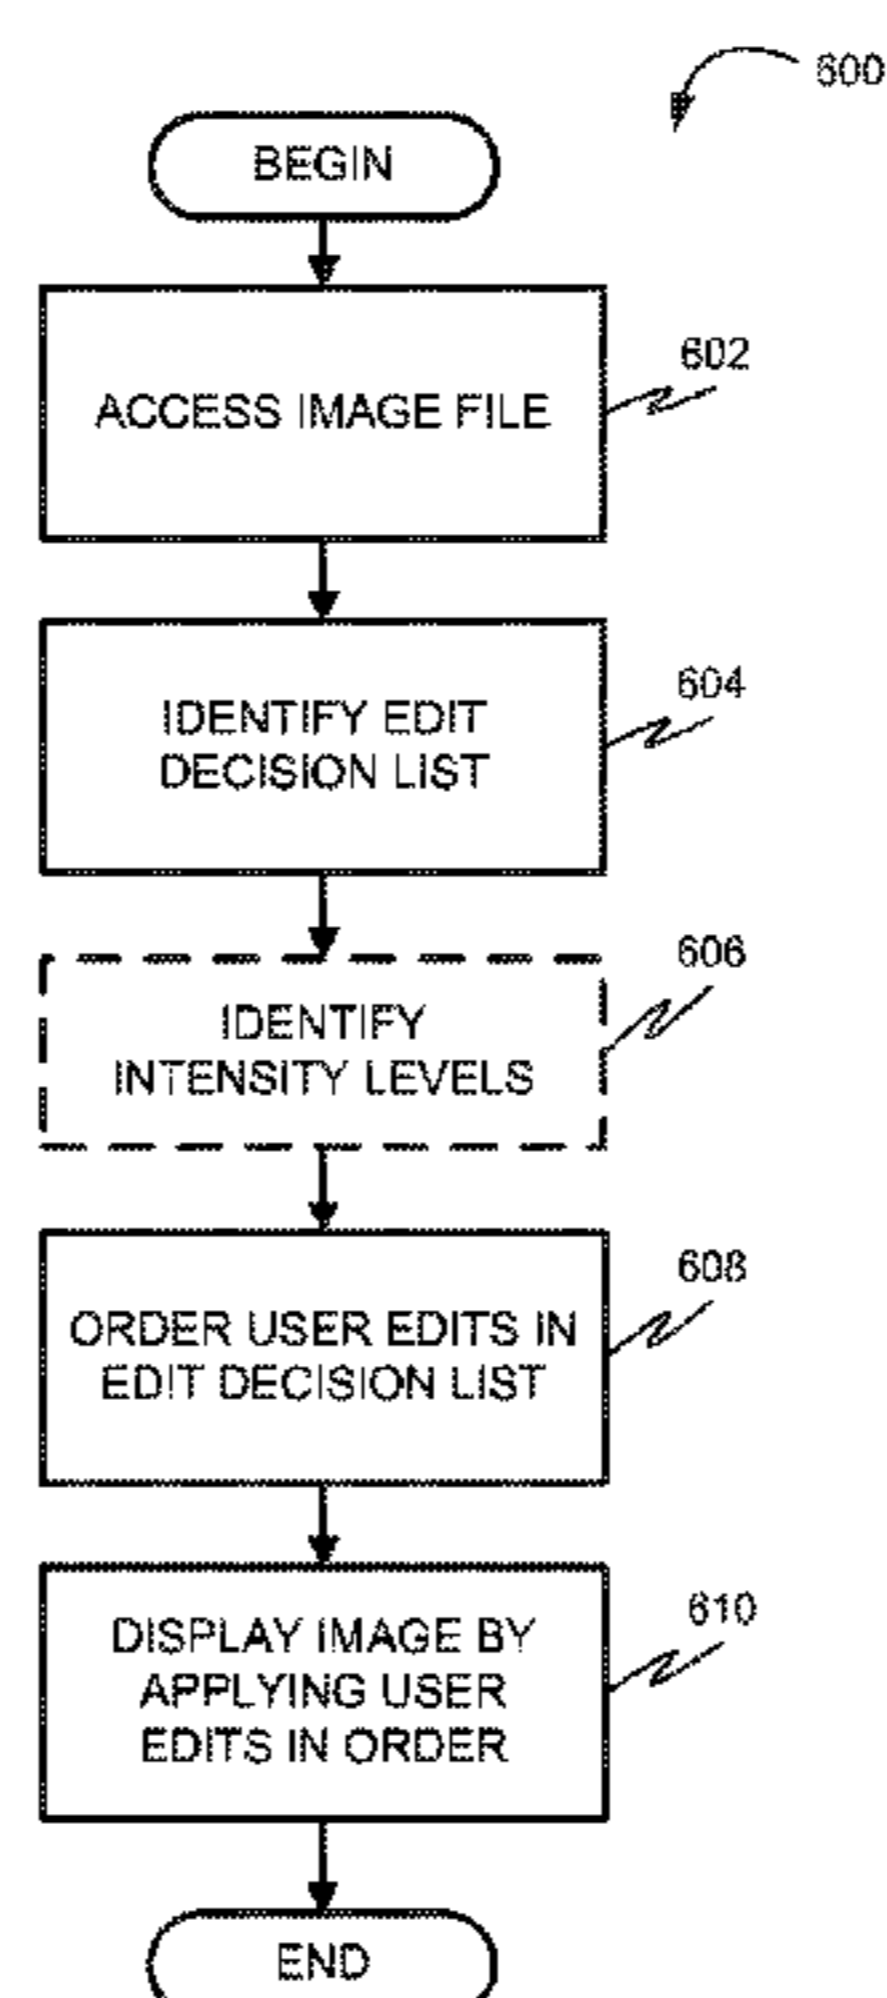 600
BEGIN
602
ACCESS IMAGE FILE
604
IDENTIFY EDIT
DECISION LIST
606
IDENTIFY
INTENSITY LEVELS
608
ORDER USER EDITS IN
EDIT DECISION LIST
610
DISPLAY IMAGE BY
APPLYING USER
EDITS IN ORDER
END